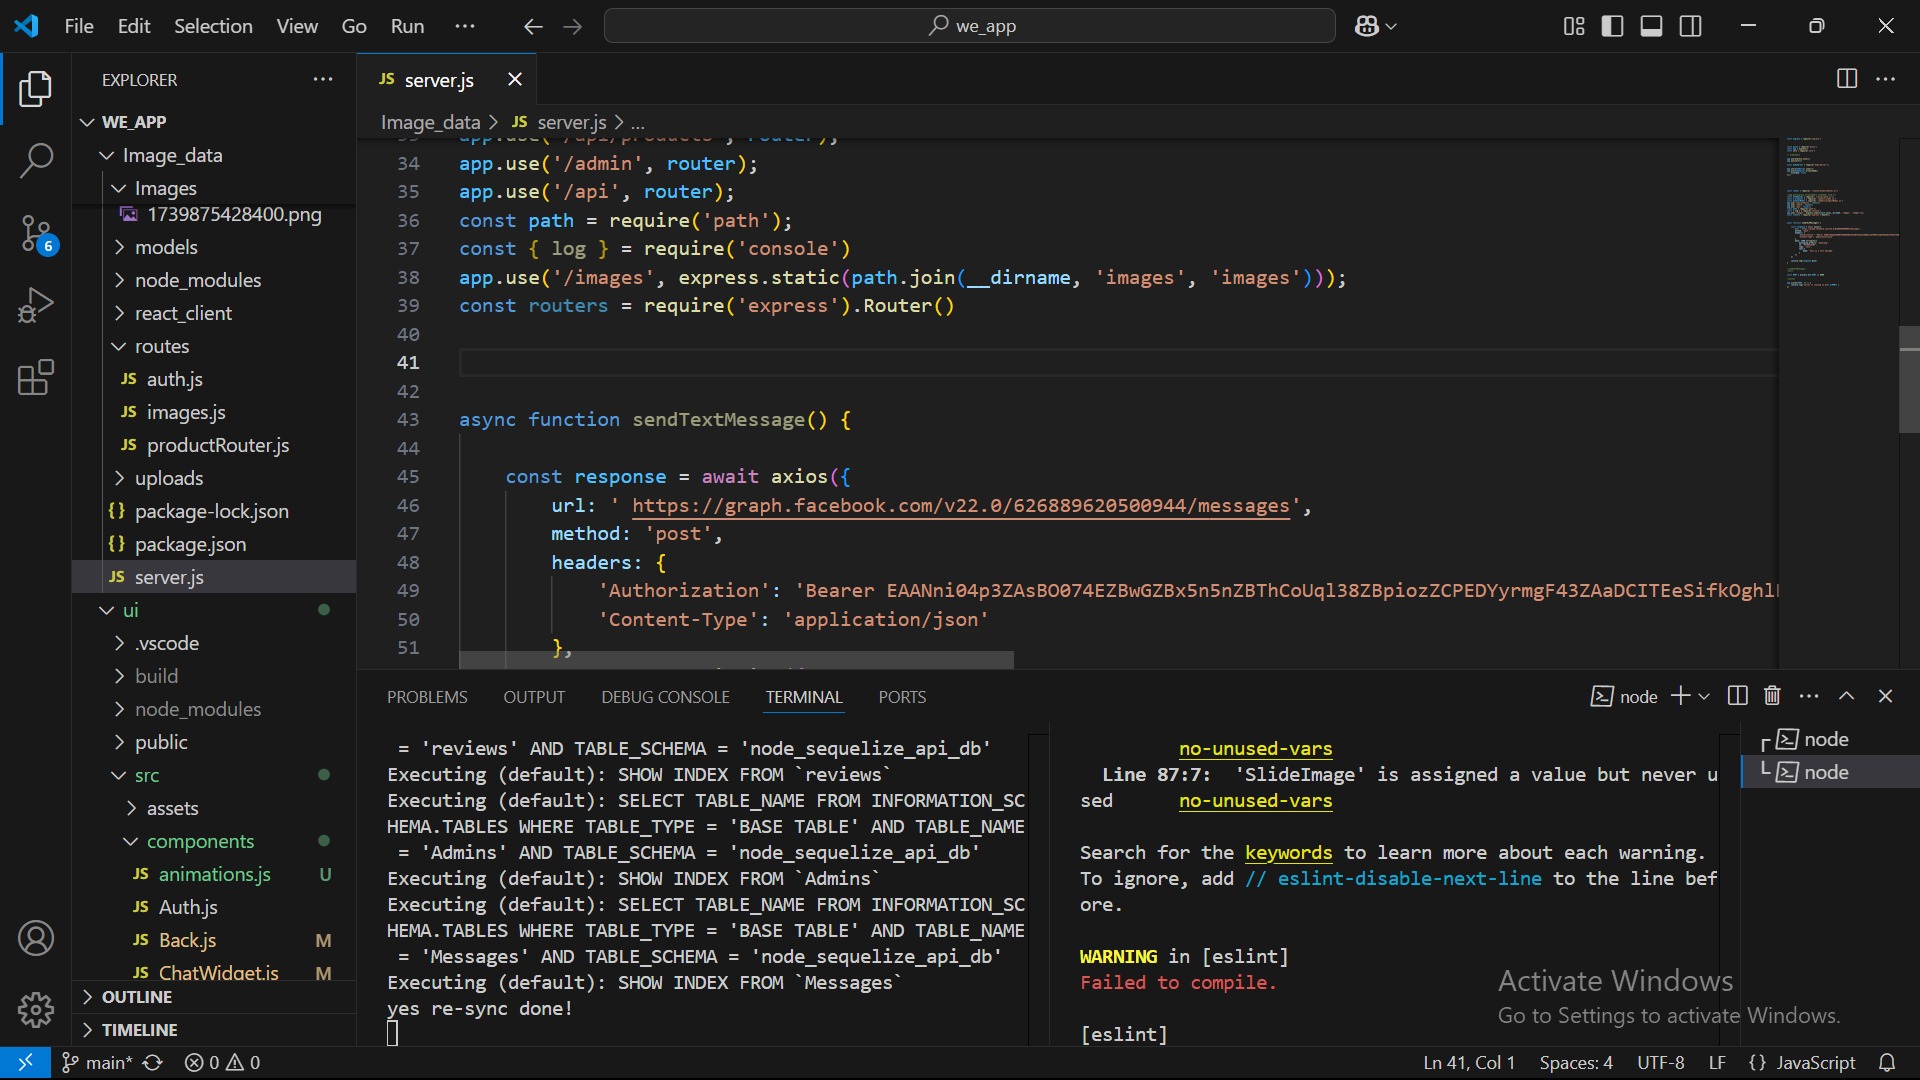 File Edit Selection View Go Run ... we_app
EXPLORER ...
WE_APP
Image_data
Images
1739875428400.png
models
node_modules
react_client
routes
JS auth.js
JS images.js
JS productRouter.js
uploads
{} package-lock.json
{} package.json
JS server.js
ui
.vscode
build
node_modules
public
src
assets
components
JS animations.js U
JS Auth.js
JS Back.js M
JS ChatWidget.js M
OUTLINE
TIMELINE
6
JS server.js
Image_data > JS server.js > ...
app.use('/api/products', router);
34 app.use('/admin', router);
35 app.use('/api', router);
36 const path = require('path');
37 const { log } = require('console')
38 app.use('/images', express.static(path.join(__dirname, 'images', 'images')));
39 const routers = require('express').Router()
40
41
42
43 async function sendTextMessage() {
44
45 const response = await axios({
46 url: ' https://graph.facebook.com/v22.0/626889620500944/messages',
47 method: 'post',
48 headers: {
49 'Authorization': 'Bearer
50 'Content-Type': 'application/json'
51 },
PROBLEMS OUTPUT DEBUG CONSOLE TERMINAL PORTS node
= 'reviews' AND TABLE_SCHEMA = 'node_sequelize_api_db'
Executing (default): SHOW INDEX FROM `reviews`
Executing (default): SELECT TABLE_NAME FROM INFORMATION_SC
HEMA.TABLES WHERE TABLE_TYPE = 'BASE TABLE' AND TABLE_NAME
= 'Admins' AND TABLE_SCHEMA = 'node_sequelize_api_db'
Executing (default): SHOW INDEX FROM `Admins`
Executing (default): SELECT TABLE_NAME FROM INFORMATION_SC
HEMA.TABLES WHERE TABLE_TYPE = 'BASE TABLE' AND TABLE_NAME
= 'Messages' AND TABLE_SCHEMA = 'node_sequelize_api_db'
Executing (default): SHOW INDEX FROM `Messages`
yes re-sync done!
no-unused-vars
Line 87:7: 'SlideImage' is assigned a value but never u
sed no-unused-vars
Search for the keywords to learn more about each warning.
To ignore, add // eslint-disable-next-line to the line bef
ore.
WARNING in [eslint]
Failed to compile.
[eslint]
node
node
Activate Windows
Go to Settings to activate Windows.
main* 0 0 Ln 41, Col 1 Spaces: 4 UTF-8 LF {} JavaScript